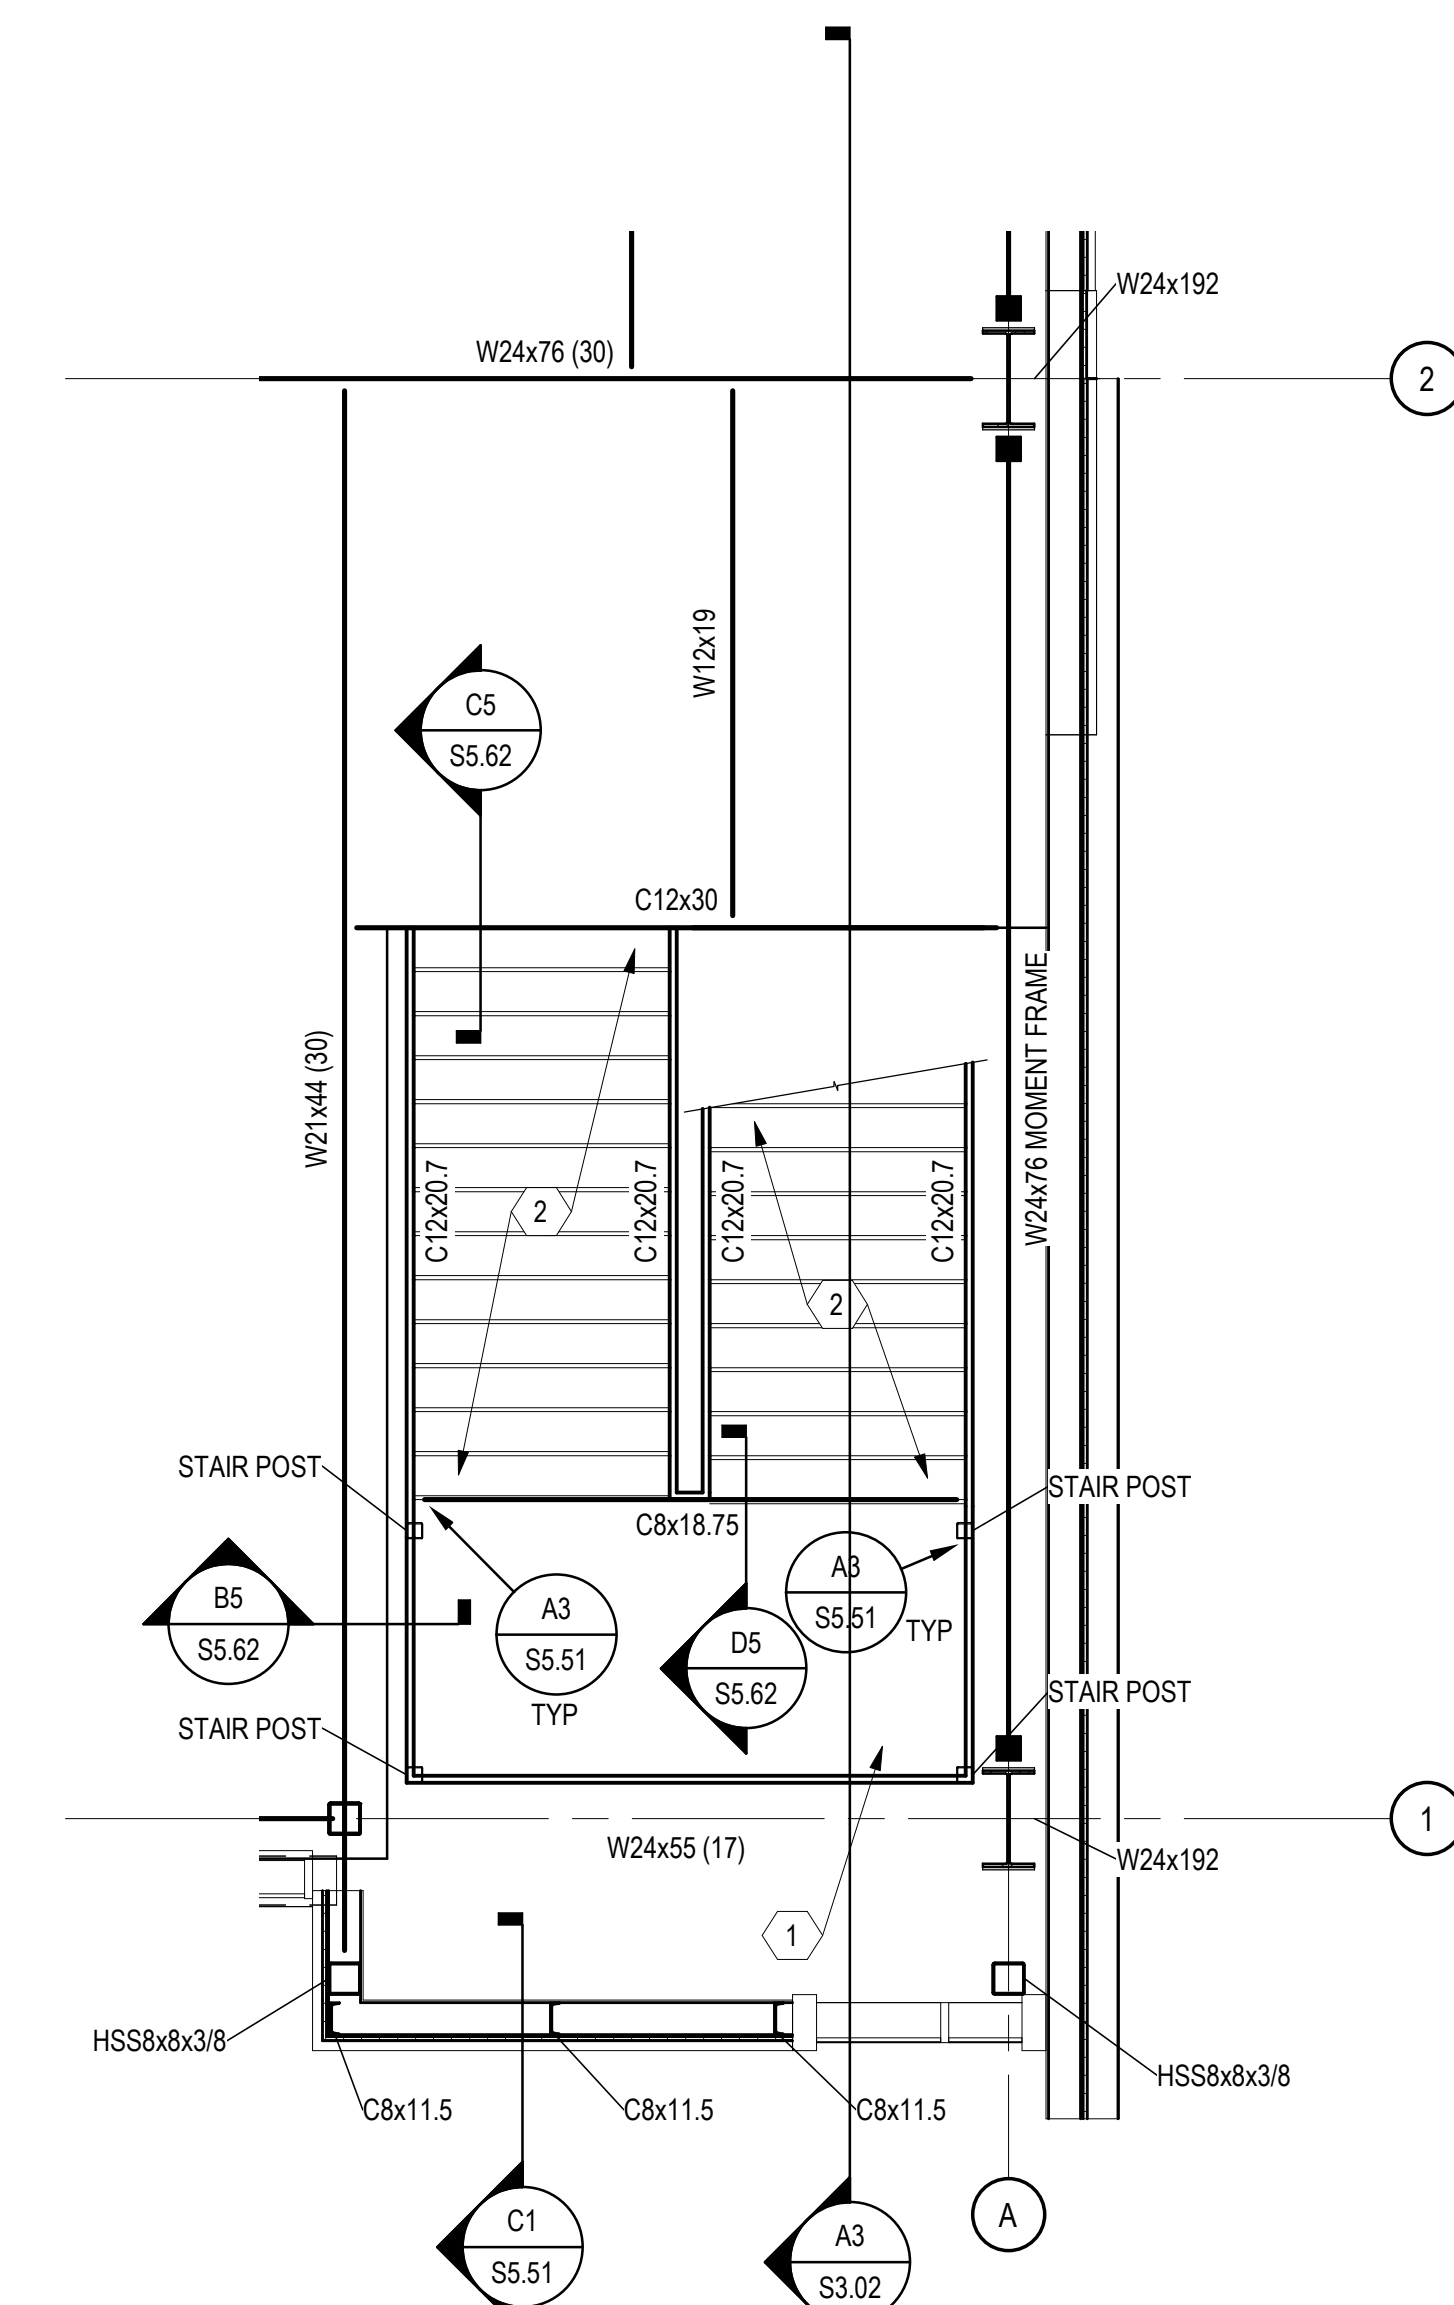 W24x192
W24x76 (30)
2
W12x19
C5
S5.62
C12x30
W21x44 (30)
W24x76 MOMENT FRAME
C12x20.7
C12x20.7
C12x20.7
C12x20.7
2
2
STAIR POST
STAIR POST
C8x18.75
A3
S5.51
TYP
B5
S5.62
A3
S5.51
TYP
D5
S5.62
STAIR POST
STAIR POST
1
W24x55 (17)
W24x192
1
HSS8x8x3/8
HSS8x8x3/8
C8x11.5
C8x11.5
C8x11.5
A
C1
S5.51
A3
S3.02